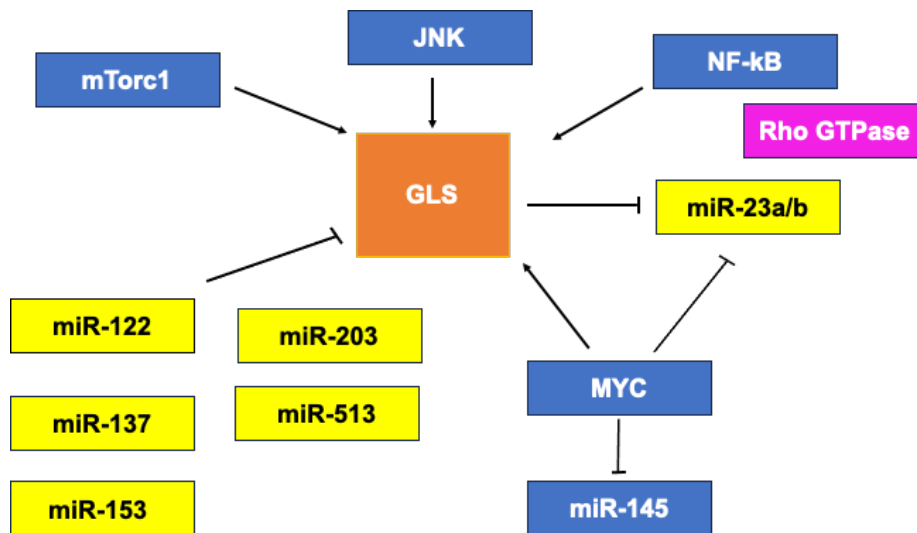 JNK
mTorc1
NF-kB
Rho GTPase
GLS
miR-23a/b
miR-122
miR-203
miR-137
miR-513
MYC
miR-153
miR-145